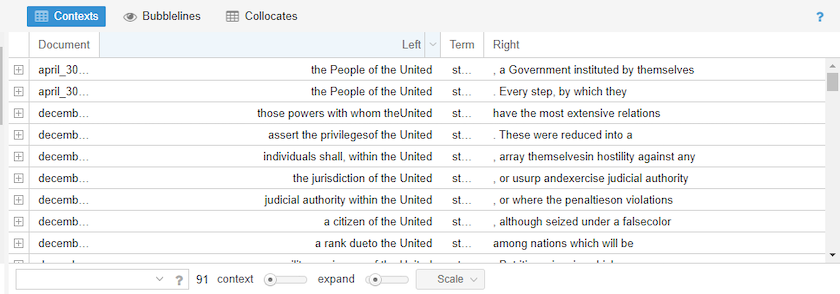 Contexts Bubblelines Collocates ?
Document Left Term Right
april_30... the People of the United st... , a Government instituted by themselves
april_30... the People of the United st... . Every step, by which they
decemb... those powers with whom theUnited st... have the most extensive relations
decemb... assert the privilegesof the United st... . These were reduced into a
decemb... individuals shall, within the United st... , array themselvesin hostility against any
decemb... the jurisdiction of the United st... , or usurp andexercise judicial authority
decemb... judicial authority within the United st... , or where the penaltieson violations
decemb... a citizen of the United st... , although seized under a falsecolor
decemb... a rank dueto the United st... among nations which will be
? 91 context expand Scale